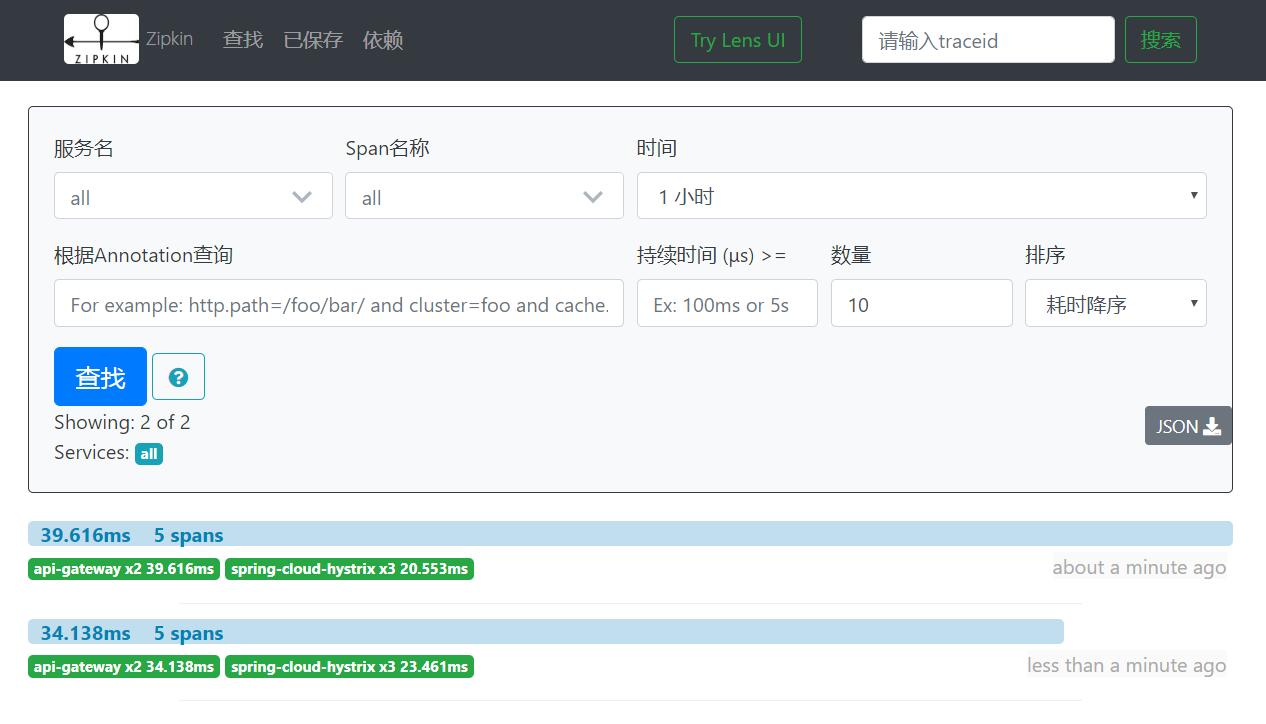 ZIPKIN Zipkin 查找 已保存 依赖 Try Lens UI 请输入traceid 搜索
服务名 Span名称 时间
all all 1 小时
根据Annotation查询 持续时间 (μs) >= 数量 排序
For example: http.path=/foo/bar/ and cluster=foo and cache. Ex: 100ms or 5s 10 耗时降序
查找 ?
Showing: 2 of 2
JSON
Services: all
39.616ms 5 spans
api-gateway x2 39.616ms spring-cloud-hystrix x3 20.553ms about a minute ago
34.138ms 5 spans
api-gateway x2 34.138ms spring-cloud-hystrix x3 23.461ms less than a minute ago